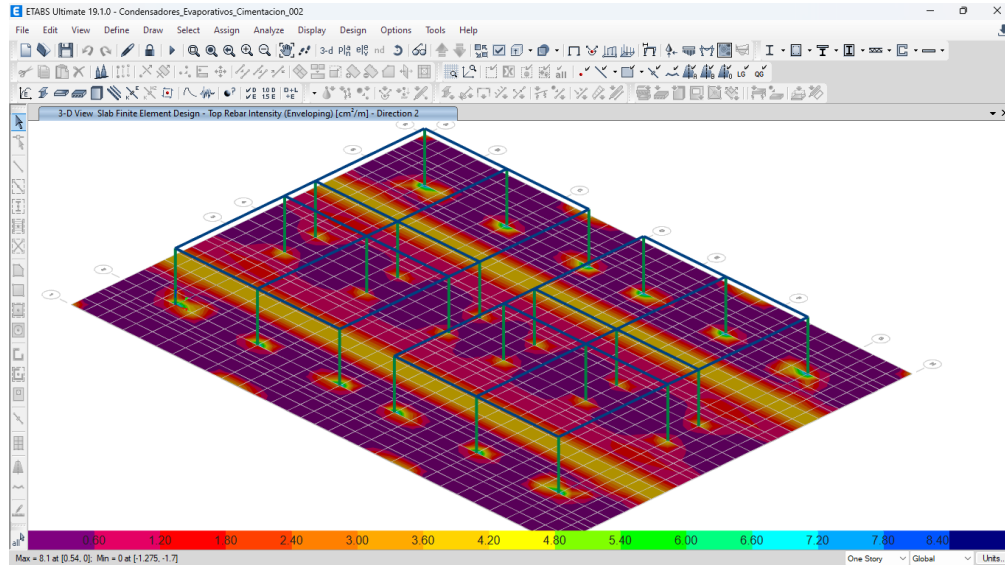 ETABS Ultimate 19.1.0 - Condensadores_Evaporativos_Cimentacion_002
File Edit View Define Draw Select Assign Analyze Display Design Options Tools Help
3-d
nd
LG
3-D View Slab Finite Element Design - Top Rebar Intensity (Enveloping) [cm²/m] - Direction 2
all
0.60 1.20 1.80 2.40 3.00 3.60 4.20 4.80 5.40 6.00 6.60 7.20 7.80 8.40
Max = 8.1 at [0.54, 0]; Min = 0 at [-1.275, -1.7]
One Story Global Units...